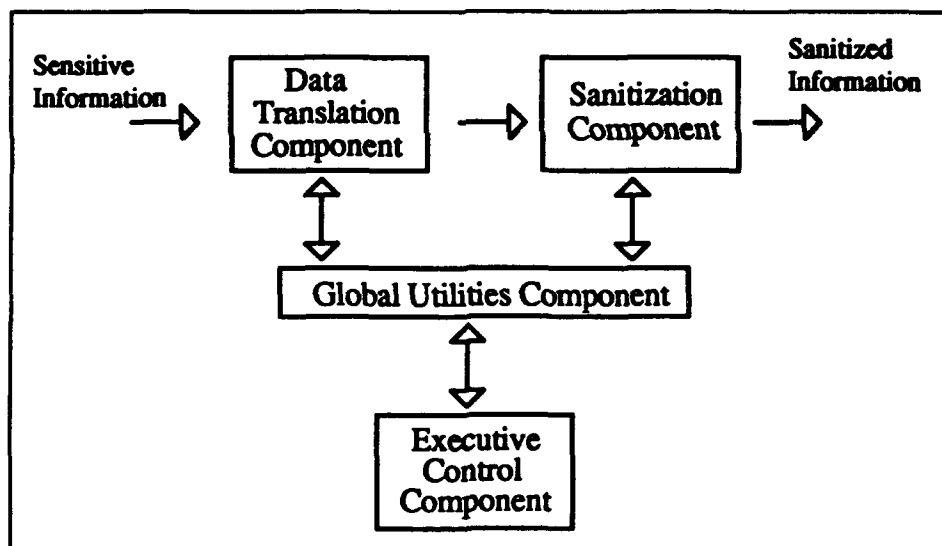 Sensitive
Information
Data
Translation
Component
Sanitization
Component
Sanitized
Information
Global Utilities Component
Executive
Control
Component